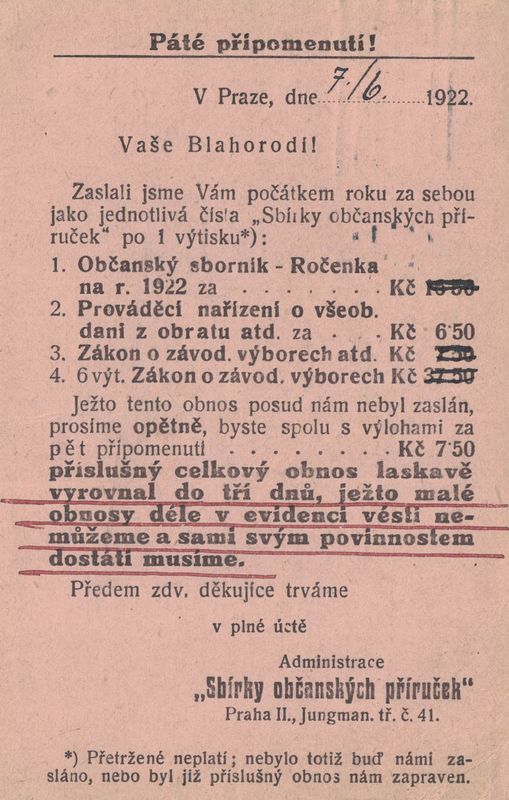 Páté připomenutí!
V Praze, dne 7./6. 1922.
Vaše Blahorodí!
Zaslali jsme Vám počátkem roku za sebou
jako jednotlivá čísla „Sbírky občanských pří-
ruček“ po 1 výtisku*):
1. Občanský sborník - Ročenka
na r. 1922 za . . . . . . . Kč
2. Prováděcí nařízení o všeob.
dani z obratu atd. za . . . Kč 6·50
3. Zákon o závod. výborech atd. Kč 7·50
4. 6 výt. Zákon o závod. výborech Kč 37·50
Ježto tento obnos posud nám nebyl zaslán,
prosíme opětně, byste spolu s výlohami za
pět připomenutí . . . . . . . . Kč 7·50
příslušný celkový obnos laskavě
vyrovnal do tří dnů, ježto malé
obnosy déle v evidenci vésti ne-
můžeme a sami svým povinnostem
dostáti musíme.
Předem zdv. děkujíce trváme
v plné úctě
Administrace
„Sbírky občanských příruček“
Praha II., Jungman. tř. č. 41.
*) Přetržené neplatí; nebylo totiž buď námi za-
sláno, nebo byl již příslušný obnos nám zapraven.